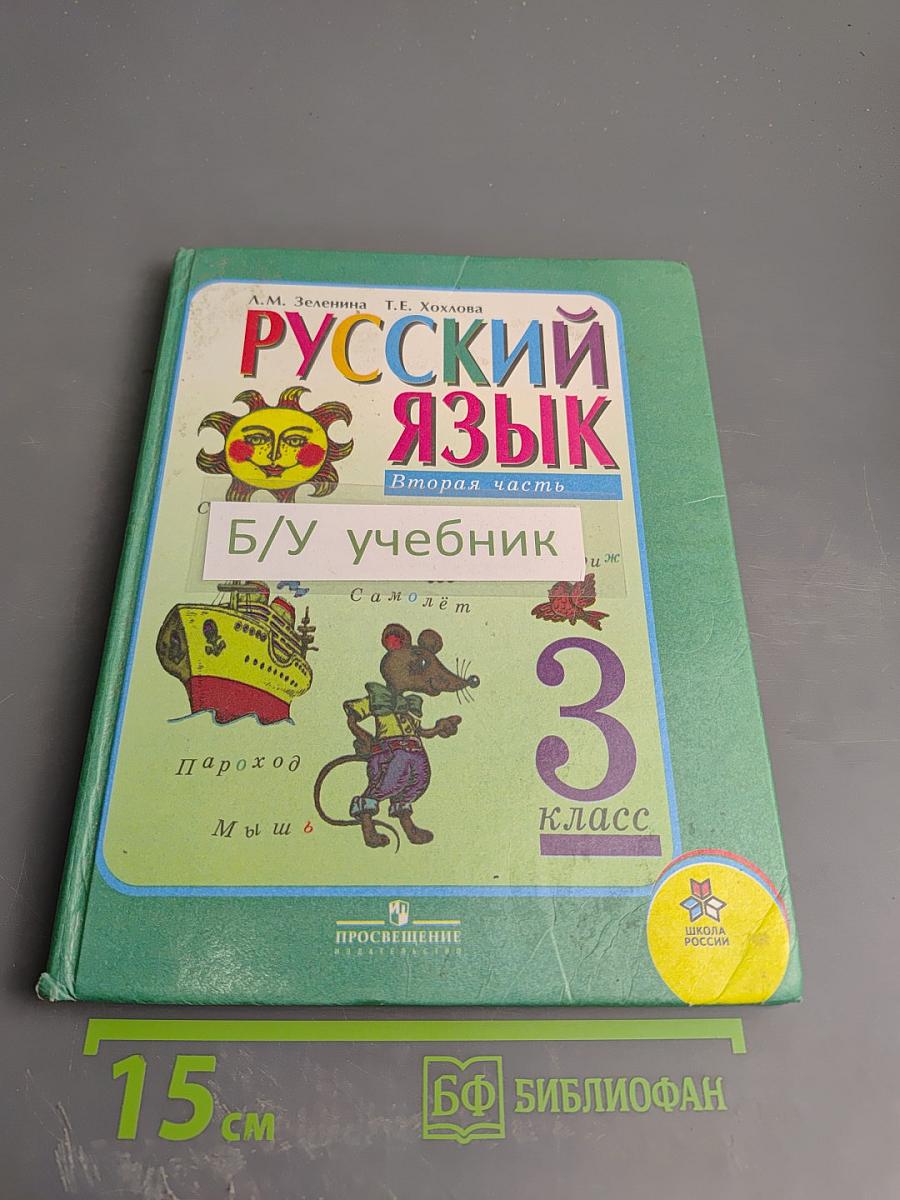 Л.М. Зеленина Т.Е. Хохлова
РУССКИЙ
ЯЗЫК
Вторая часть
Б/У учебник
Самолёт
Пароход
Мышь
3
класс
ПРОСВЕЩЕНИЕ
ИЗДАТЕЛЬСТВО
ШКОЛА
РОССИИ
15 см
БФ БИБЛИОФАН